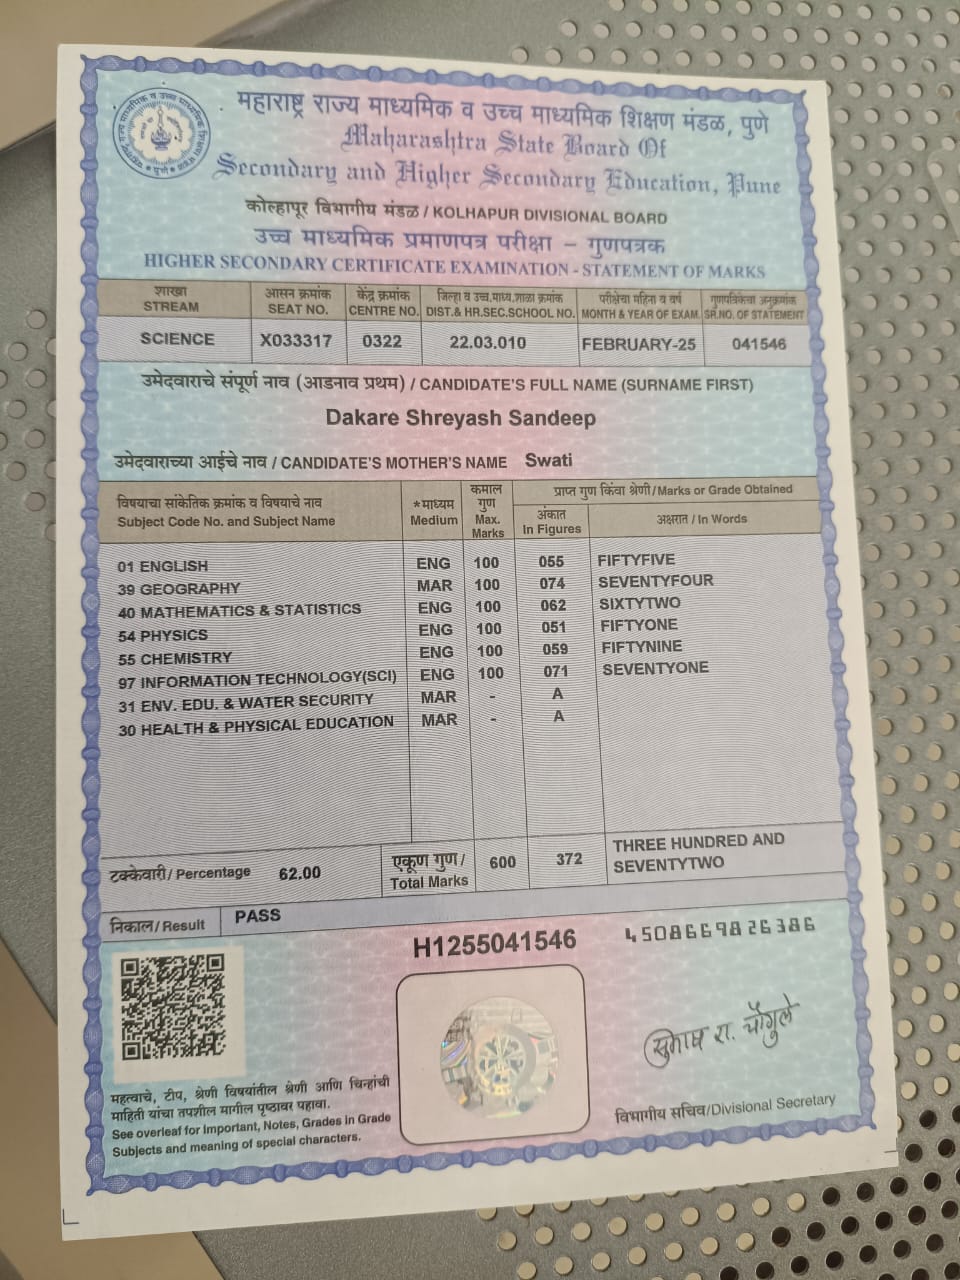 महाराष्ट्र राज्य माध्यमिक व उच्च माध्यमिक शिक्षण मंडळ, पुणे
Maharashtra State Board Of
Secondary and Higher Secondary Education, Pune
कोल्हापूर विभागीय मंडळ / KOLHAPUR DIVISIONAL BOARD
उच्च माध्यमिक प्रमाणपत्र परीक्षा – गुणपत्रक
HIGHER SECONDARY CERTIFICATE EXAMINATION - STATEMENT OF MARKS
शाखा आसन क्रमांक केंद्र क्रमांक जिल्हा व उच्च.माध्य.शाळा क्रमांक परीक्षेचा महिना व वर्ष गुणपत्रिकेचा अनुक्रमांक
STREAM SEAT NO. CENTRE NO. DIST.& HR.SEC.SCHOOL NO. MONTH & YEAR OF EXAM. SR.NO. OF STATEMENT
SCIENCE X033317 0322 22.03.010 FEBRUARY-25 041546
उमेदवाराचे संपूर्ण नाव (आडनाव प्रथम) / CANDIDATE'S FULL NAME (SURNAME FIRST)
Dakare Shreyash Sandeep
उमेदवाराच्या आईचे नाव / CANDIDATE'S MOTHER'S NAME Swati
विषयाचा सांकेतिक क्रमांक व विषयाचे नाव
Subject Code No. and Subject Name
*माध्यम
Medium
कमाल
गुण
Max.
Marks
प्राप्त गुण किंवा श्रेणी/Marks or Grade Obtained
अंकात
In Figures
अक्षरात / In Words
01 ENGLISH ENG 100 055 FIFTYFIVE
39 GEOGRAPHY MAR 100 074 SEVENTYFOUR
40 MATHEMATICS & STATISTICS ENG 100 062 SIXTYTWO
54 PHYSICS ENG 100 051 FIFTYONE
55 CHEMISTRY ENG 100 059 FIFTYNINE
97 INFORMATION TECHNOLOGY(SCI) ENG 100 071 SEVENTYONE
31 ENV. EDU. & WATER SECURITY MAR - A
30 HEALTH & PHYSICAL EDUCATION MAR - A
टक्केवारी/ Percentage 62.00
एकूण गुण/
Total Marks
600 372
THREE HUNDRED AND
SEVENTYTWO
निकाल/ Result PASS
H1255041546
4508669826386
सुभाष रा. चौगुले
विभागीय सचिव/Divisional Secretary
महत्वाचे, टीप, श्रेणी विषयांतील श्रेणी आणि चिन्हांची
माहिती यांचा तपशील मागील पृष्ठावर पहावा.
See overleaf for Important, Notes, Grades in Grade
Subjects and meaning of special characters.